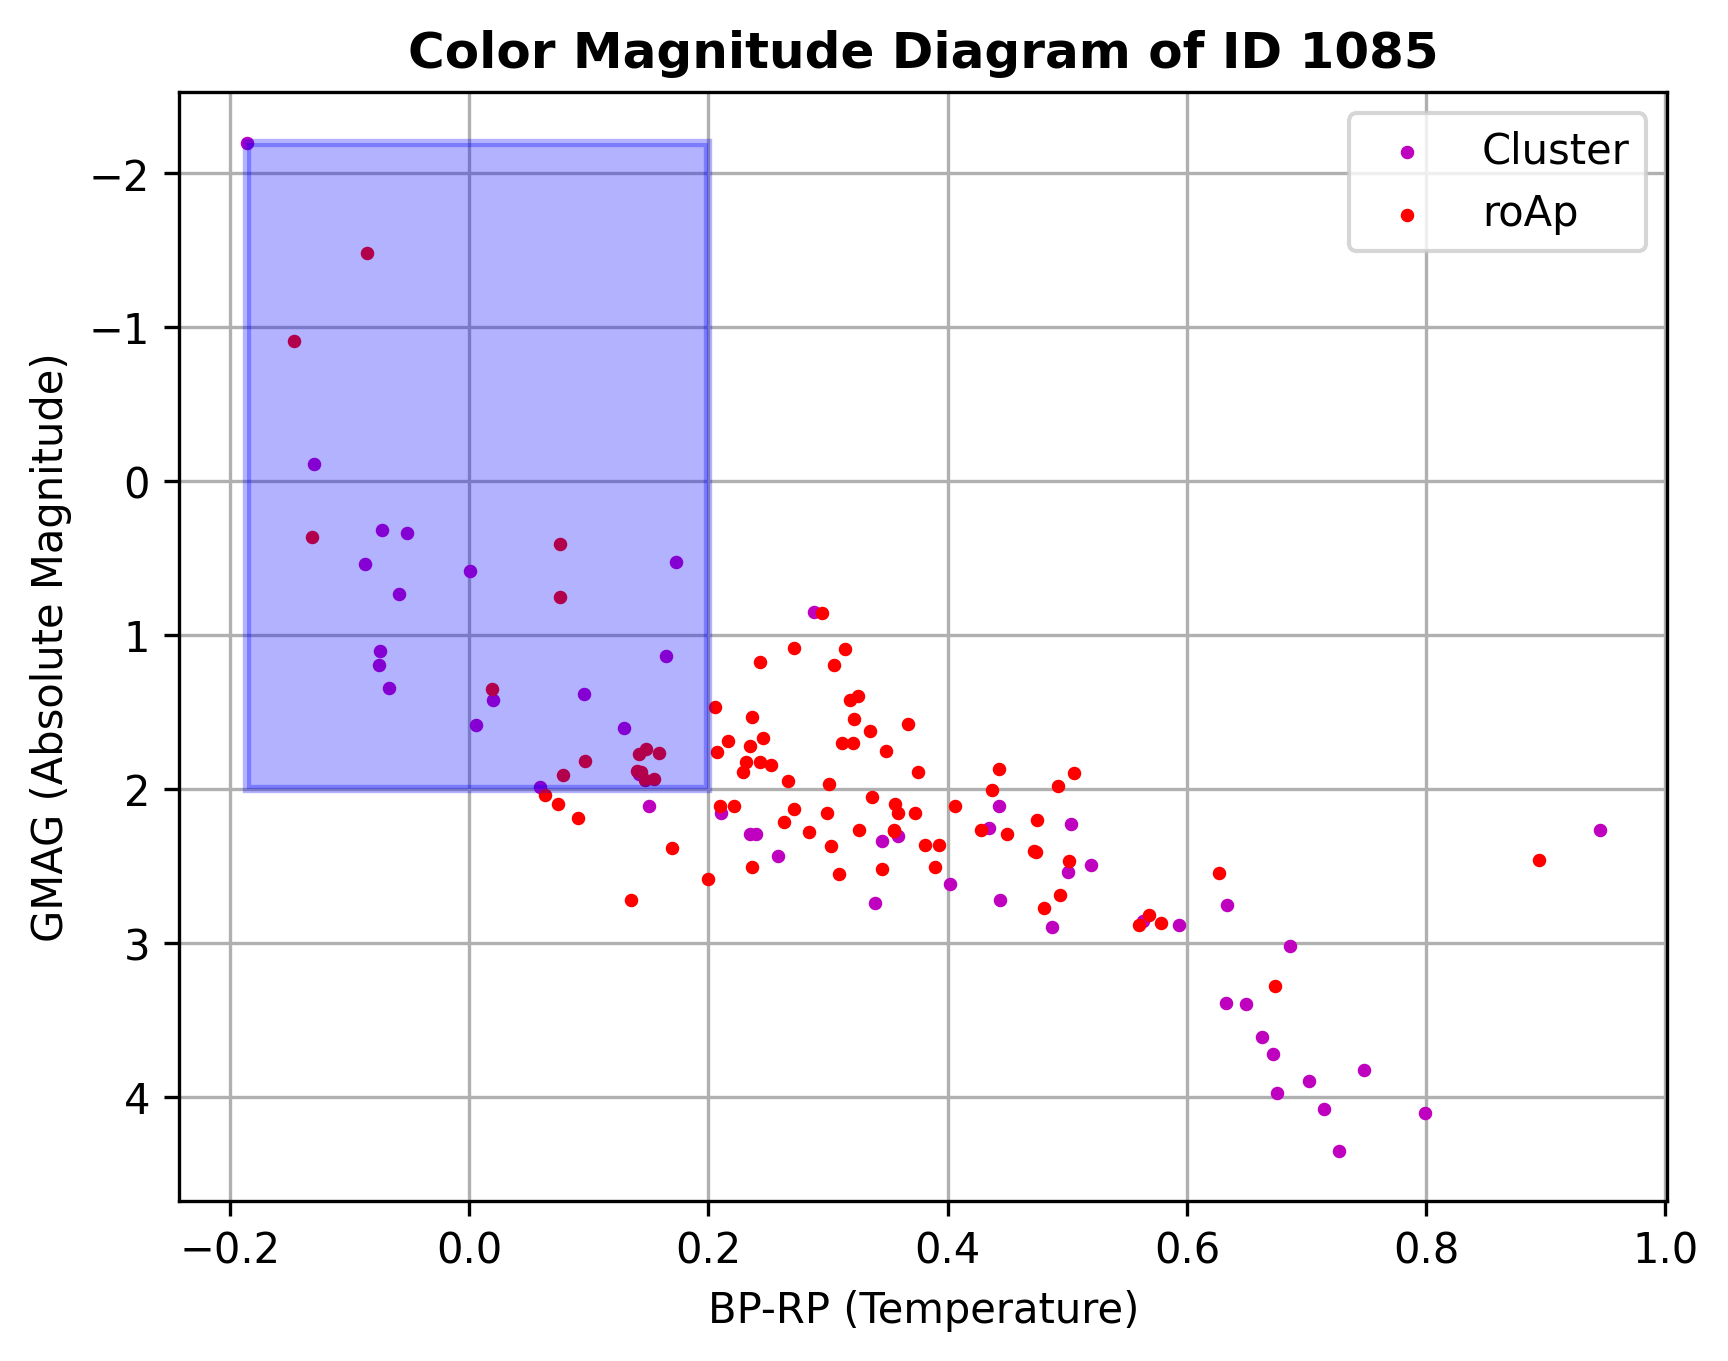 Color Magnitude Diagram of ID 1085
Cluster
roAp
−2
−1
0
1
2
3
4
GMAG (Absolute Magnitude)
−0.2 0.0 0.2 0.4 0.6 0.8 1.0
BP-RP (Temperature)